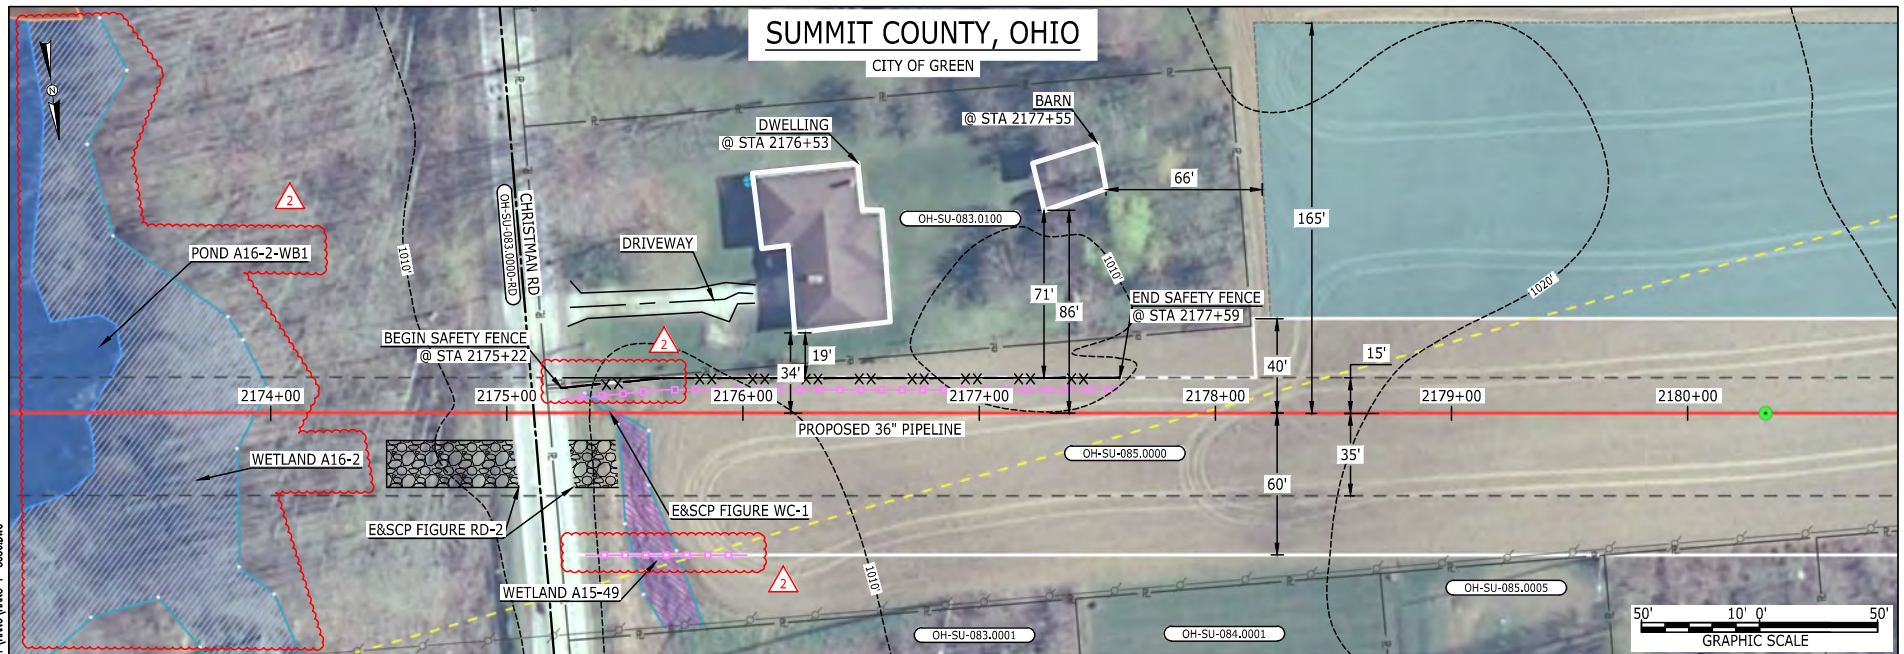 SUMMIT COUNTY, OHIO
CITY OF GREEN
BARN
@ STA 2177+55
DWELLING
@ STA 2176+53
66'
165'
2
OH-SU-083.0000-RD
CHRISTMAN RD
OH-SU-083.0100
POND A16-2-WB1
DRIVEWAY
1010'
1010'
1020'
71'
86'
END SAFETY FENCE
@ STA 2177+59
BEGIN SAFETY FENCE
@ STA 2175+22
2
19'
34'
40'
15'
2174+00
2175+00
2176+00
2177+00
2178+00
2179+00
2180+00
PROPOSED 36" PIPELINE
WETLAND A16-2
OH-SU-085.0000
35'
60'
E&SCP FIGURE WC-1
E&SCP FIGURE RD-2
WETLAND A15-49
2
1010'
OH-SU-085.0005
OH-SU-083.0001
OH-SU-084.0001
50' 10' 0' 50'
GRAPHIC SCALE